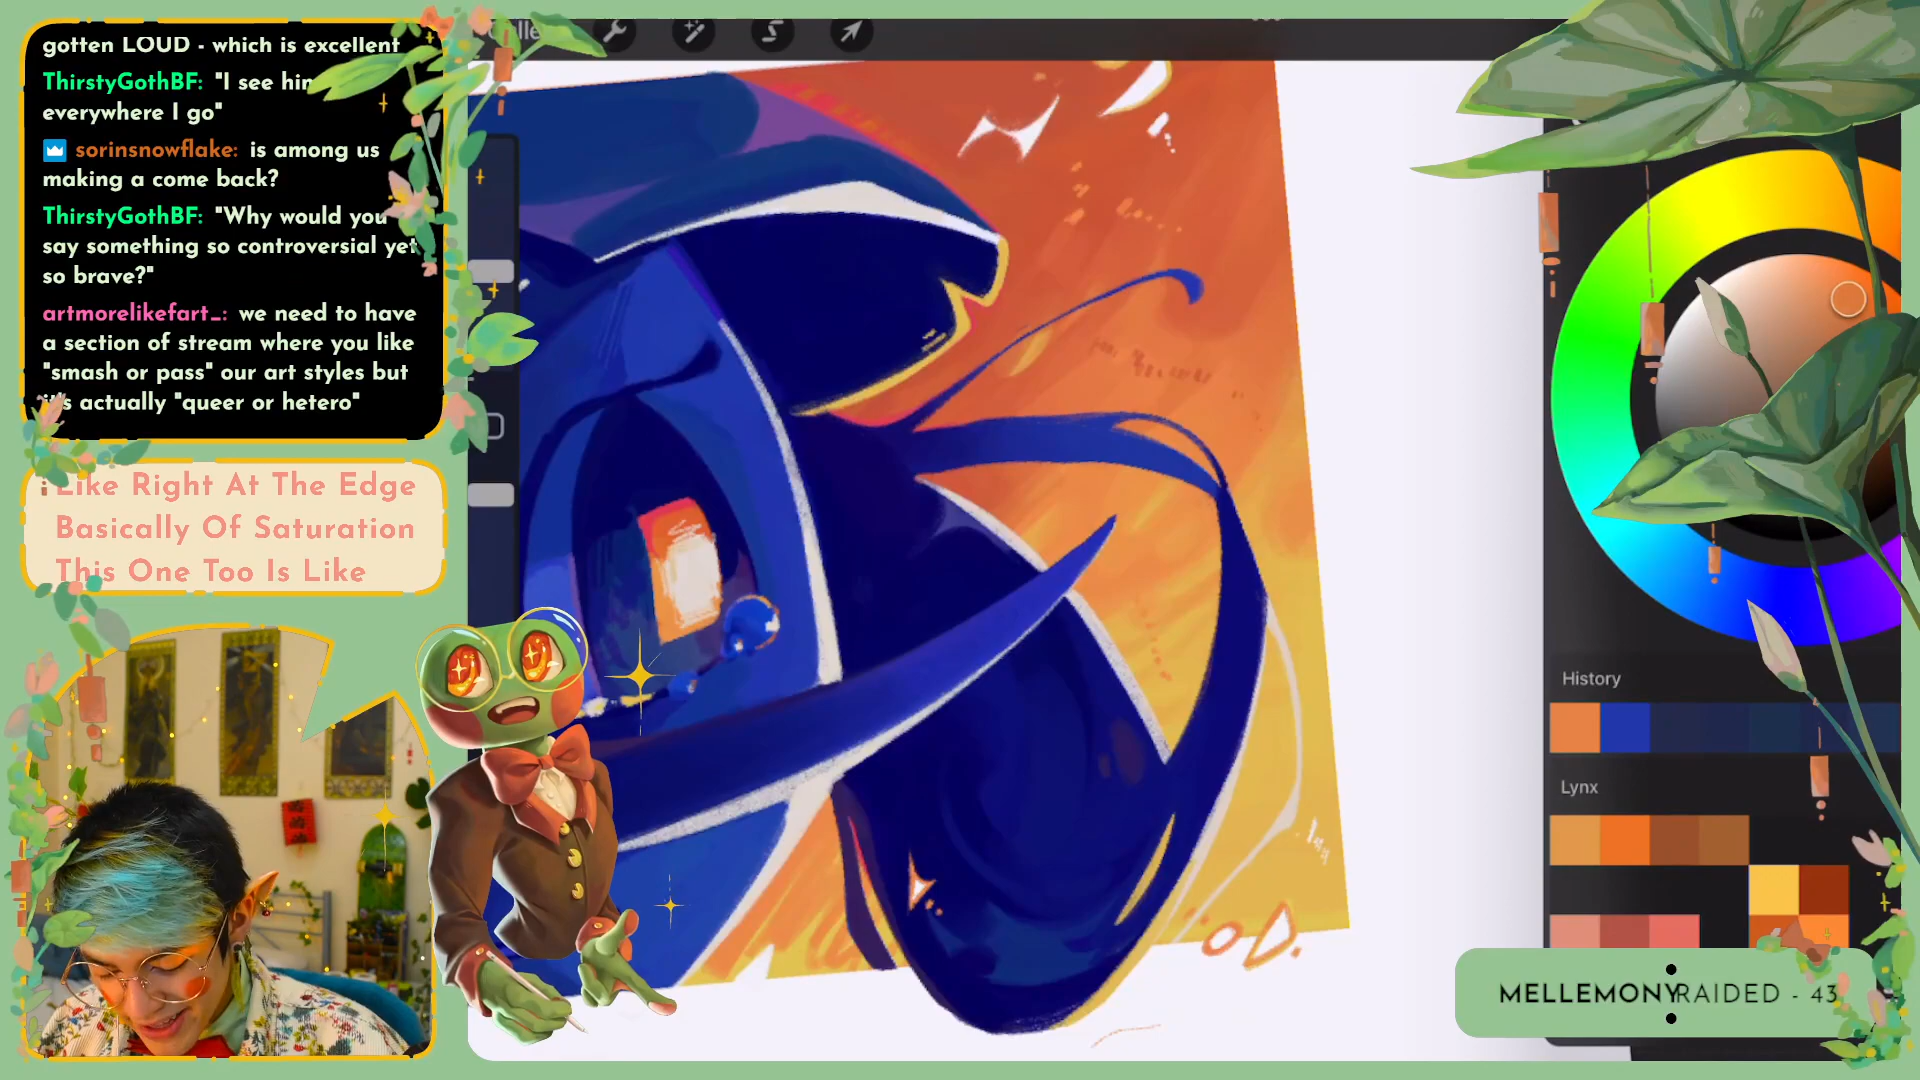 gotten LOUD - which is excellent
ThirstyGothBF: "I see him
everywhere I go"
sorinsnowflake: is among us
making a come back?
ThirstyGothBF: "Why would you
say something so controversial yet
so brave?"
artmorelikefart_: we need to have
a section of stream where you like
"smash or pass" our art styles but
it's actually "queer or hetero"
Like Right At The Edge
Basically Of Saturation
This One Too Is Like
History
Lynx
MELLEMONY RAIDED - 43